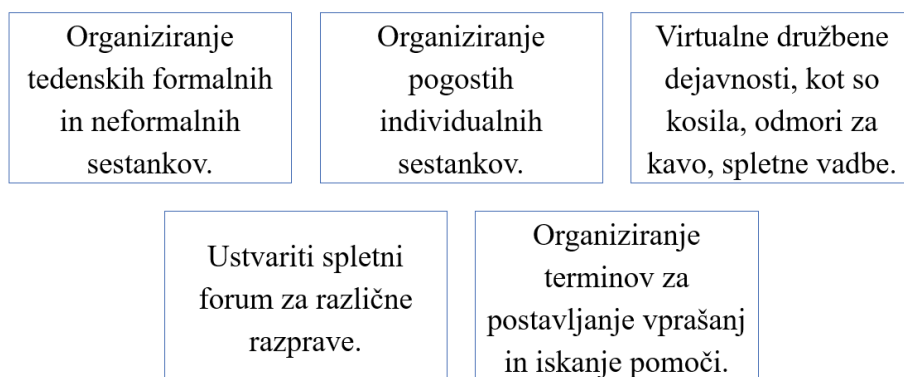 Organiziranje
tedenskih formalnih
in neformalnih
sestankov.
Organiziranje
pogostih
individualnih
sestankov.
Virtualne družbene
dejavnosti, kot so
kosila, odmori za
kavo, spletne vadbe.
Ustvariti spletni
forum za različne
razprave.
Organiziranje
terminov za
postavljanje vprašanj
in iskanje pomoči.